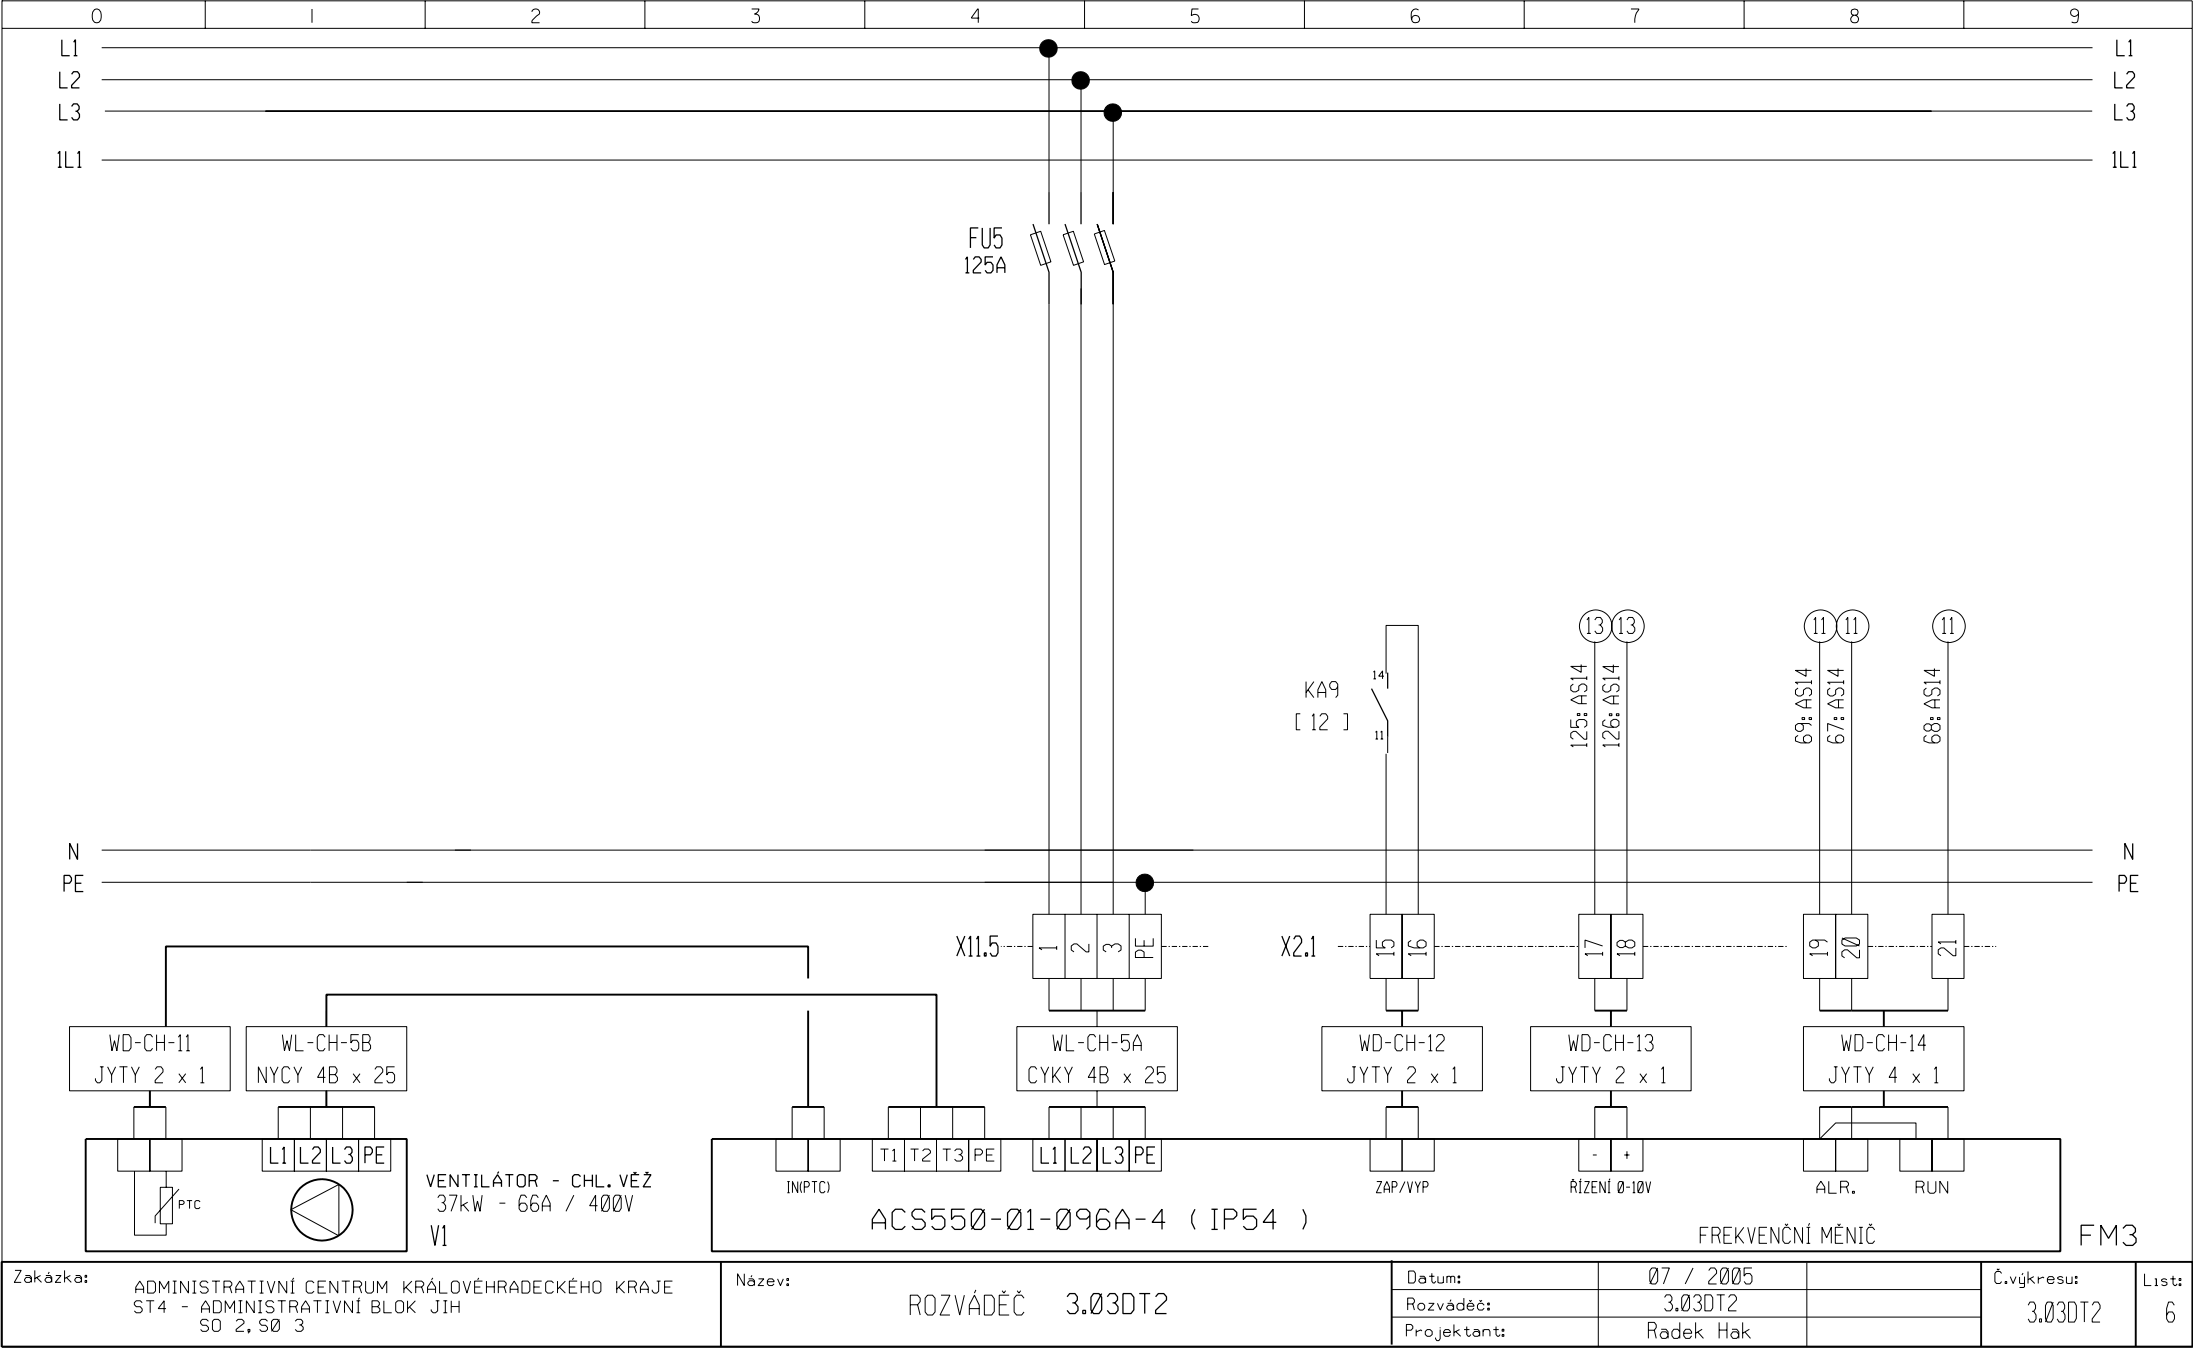 0 1 2 3 4 5 6 7 8 9
L1 L1
L2 L2
L3 L3
1L1 1L1
FU5
125A
13 13 11 11 11
125:AS14 126:AS14 69:AS14 67:AS14 68:AS14
14
KA9
[ 12 ]
11
N N
PE PE
X11.5 1 2 3 PE X2.1 15 16 17 18 19 20 21
WD-CH-11 WL-CH-5B WL-CH-5A WD-CH-12 WD-CH-13 WD-CH-14
JYTY 2 x 1 NYCY 4B x 25 CYKY 4B x 25 JYTY 2 x 1 JYTY 2 x 1 JYTY 4 x 1
L1 L2 L3 PE T1 T2 T3 PE L1 L2 L3 PE - +
VENTILÁTOR - CHL.VĚŽ
37kW - 66A / 400V
V1
PTC
IN(PTC) ZAP/VYP ŘÍZENÍ 0-10V ALR. RUN
ACS550-01-096A-4 ( IP54 )
FREKVENČNÍ MĚNIČ
FM3
Zakázka:
ADMINISTRATIVNÍ CENTRUM KRÁLOVÉHRADECKÉHO KRAJE
ST4 - ADMINISTRATIVNÍ BLOK JIH
SO 2,SO 3
Název:
ROZVÁDĚČ 3.03DT2
Datum: 07 / 2005
Rozváděč: 3.03DT2
Projektant: Radek Hak
Č.výkresu:
3.03DT2
List:
6